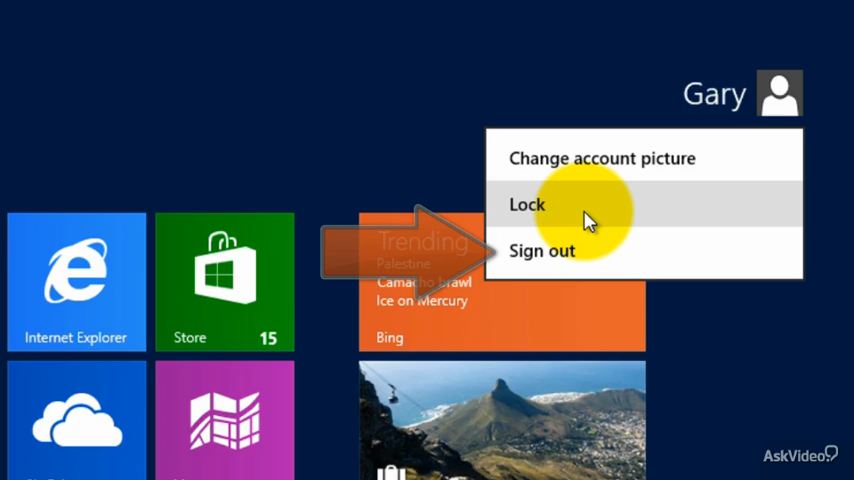 Gary
Change account picture
Lock
Sign out
Trending
Palestine
Camacho brawl
Ice on Mercury
Internet Explorer
Store 15
Bing
AskVideo